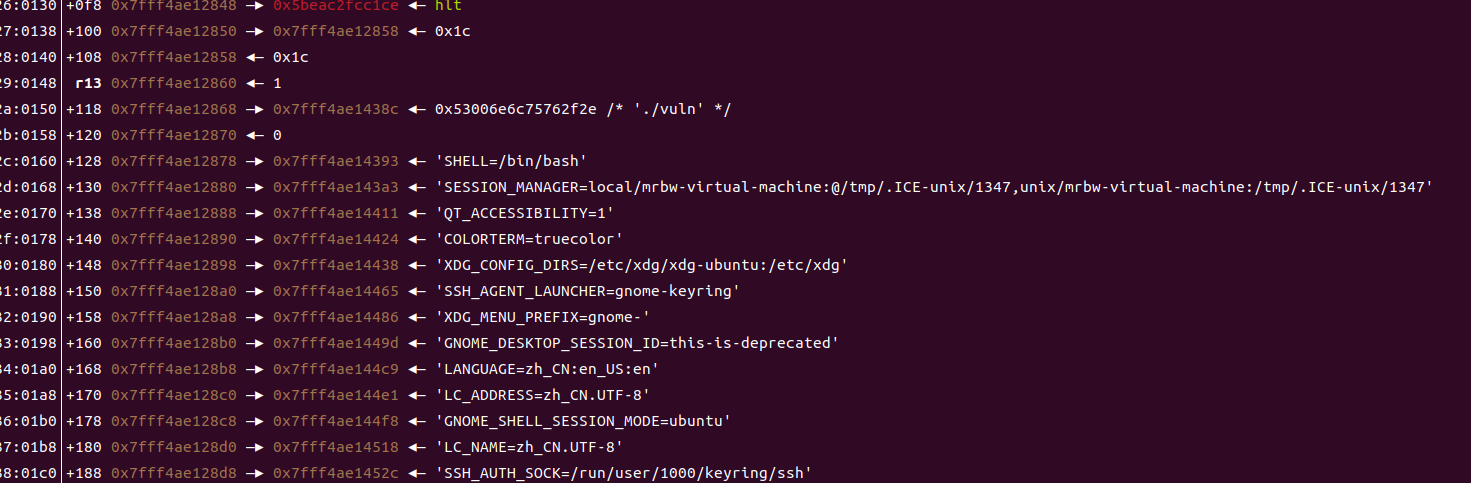 26:0130 +0f8 0x7fff4ae12848 —▸ 0x5beac2fcc1ce ◂— hlt
27:0138 +100 0x7fff4ae12850 —▸ 0x7fff4ae12858 ◂— 0x1c
28:0140 +108 0x7fff4ae12858 ◂— 0x1c
29:0148 r13 0x7fff4ae12860 ◂— 1
2a:0150 +118 0x7fff4ae12868 —▸ 0x7fff4ae1438c ◂— 0x53006e6c75762f2e /* './vuln' */
2b:0158 +120 0x7fff4ae12870 ◂— 0
2c:0160 +128 0x7fff4ae12878 —▸ 0x7fff4ae14393 ◂— 'SHELL=/bin/bash'
2d:0168 +130 0x7fff4ae12880 —▸ 0x7fff4ae143a3 ◂— 'SESSION_MANAGER=local/mrbw-virtual-machine:@/tmp/.ICE-unix/1347,unix/mrbw-virtual-machine:/tmp/.ICE-unix/1347'
2e:0170 +138 0x7fff4ae12888 —▸ 0x7fff4ae14411 ◂— 'QT_ACCESSIBILITY=1'
2f:0178 +140 0x7fff4ae12890 —▸ 0x7fff4ae14424 ◂— 'COLORTERM=truecolor'
30:0180 +148 0x7fff4ae12898 —▸ 0x7fff4ae14438 ◂— 'XDG_CONFIG_DIRS=/etc/xdg/xdg-ubuntu:/etc/xdg'
31:0188 +150 0x7fff4ae128a0 —▸ 0x7fff4ae14465 ◂— 'SSH_AGENT_LAUNCHER=gnome-keyring'
32:0190 +158 0x7fff4ae128a8 —▸ 0x7fff4ae14486 ◂— 'XDG_MENU_PREFIX=gnome-'
33:0198 +160 0x7fff4ae128b0 —▸ 0x7fff4ae1449d ◂— 'GNOME_DESKTOP_SESSION_ID=this-is-deprecated'
34:01a0 +168 0x7fff4ae128b8 —▸ 0x7fff4ae144c9 ◂— 'LANGUAGE=zh_CN:en_US:en'
35:01a8 +170 0x7fff4ae128c0 —▸ 0x7fff4ae144e1 ◂— 'LC_ADDRESS=zh_CN.UTF-8'
36:01b0 +178 0x7fff4ae128c8 —▸ 0x7fff4ae144f8 ◂— 'GNOME_SHELL_SESSION_MODE=ubuntu'
37:01b8 +180 0x7fff4ae128d0 —▸ 0x7fff4ae14518 ◂— 'LC_NAME=zh_CN.UTF-8'
38:01c0 +188 0x7fff4ae128d8 —▸ 0x7fff4ae1452c ◂— 'SSH_AUTH_SOCK=/run/user/1000/keyring/ssh'